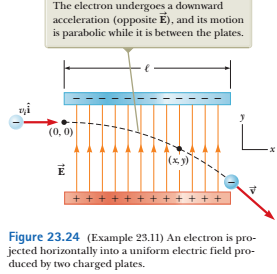 The electron undergoes a downward
acceleration (opposite E⃗), and its motion
is parabolic while it is between the plates.
ℓ
− − − − − − − − − − − −
vᵢî
−
(0, 0)
y
x
(x, y)
E⃗
−
v⃗
+ + + + + + + + + + + +
Figure 23.24 (Example 23.11) An electron is pro-
jected horizontally into a uniform electric field pro-
duced by two charged plates.